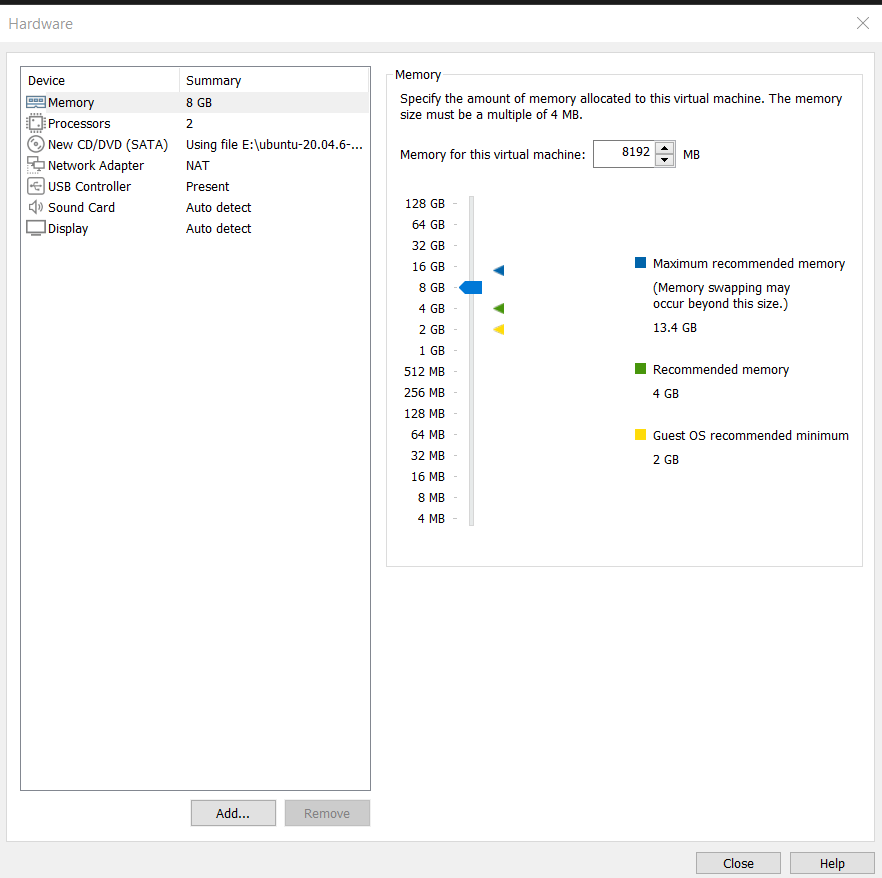 Hardware
Device Summary
Memory 8 GB
Processors 2
New CD/DVD (SATA) Using file E:\ubuntu-20.04.6-...
Network Adapter NAT
USB Controller Present
Sound Card Auto detect
Display Auto detect
Add...
Remove
Memory
Specify the amount of memory allocated to this virtual machine. The memory
size must be a multiple of 4 MB.
Memory for this virtual machine: 8192 MB
128 GB
64 GB
32 GB
16 GB
8 GB
4 GB
2 GB
1 GB
512 MB
256 MB
128 MB
64 MB
32 MB
16 MB
8 MB
4 MB
Maximum recommended memory
(Memory swapping may
occur beyond this size.)
13.4 GB
Recommended memory
4 GB
Guest OS recommended minimum
2 GB
Close
Help